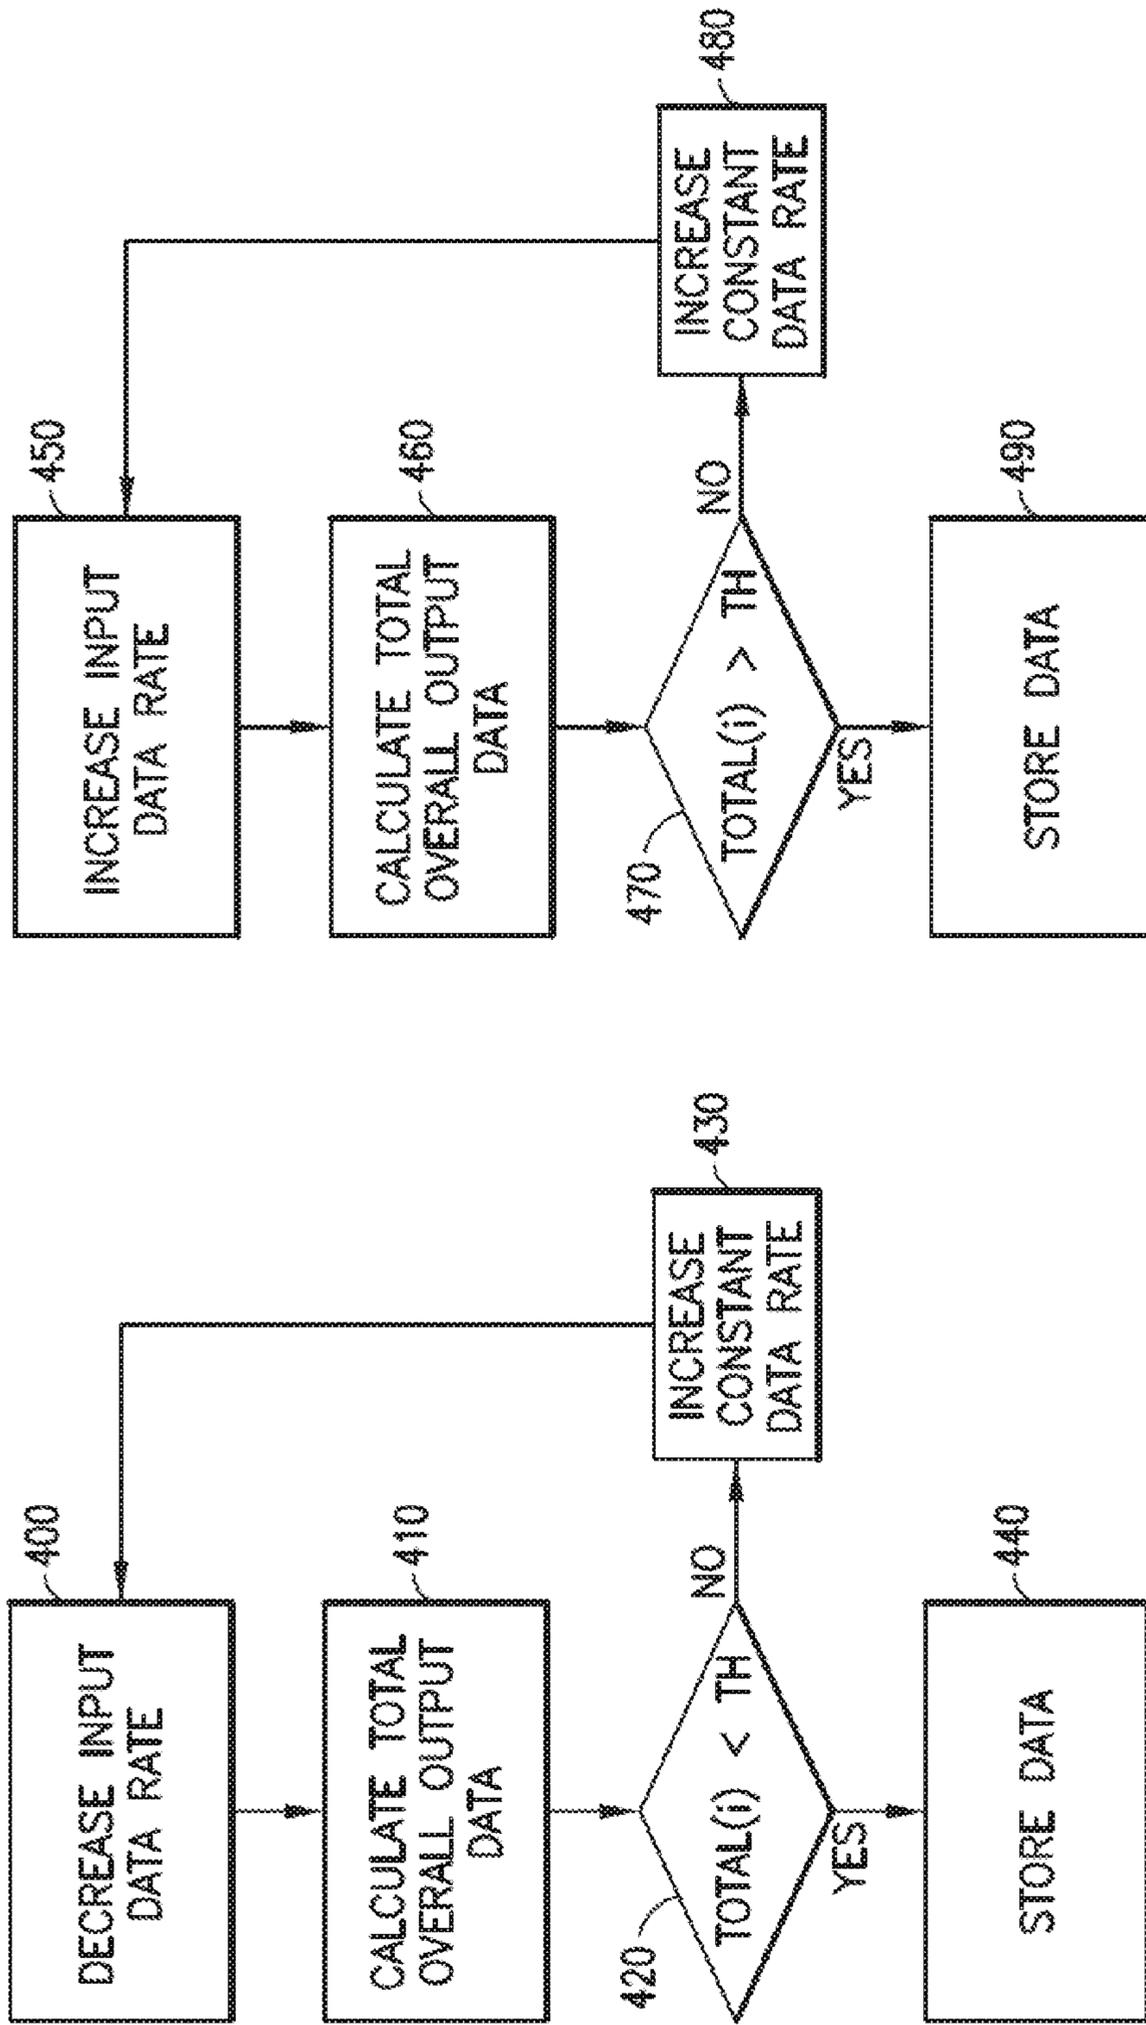 400
DECREASE INPUT
DATA RATE
410
CALCULATE TOTAL
OVERALL OUTPUT
DATA
420
TOTAL(i) < TH
NO
YES
430
INCREASE
CONSTANT
DATA RATE
440
STORE DATA
450
INCREASE INPUT
DATA RATE
460
CALCULATE TOTAL
OVERALL OUTPUT
DATA
470
TOTAL(i) > TH
NO
YES
480
INCREASE
CONSTANT
DATA RATE
490
STORE DATA